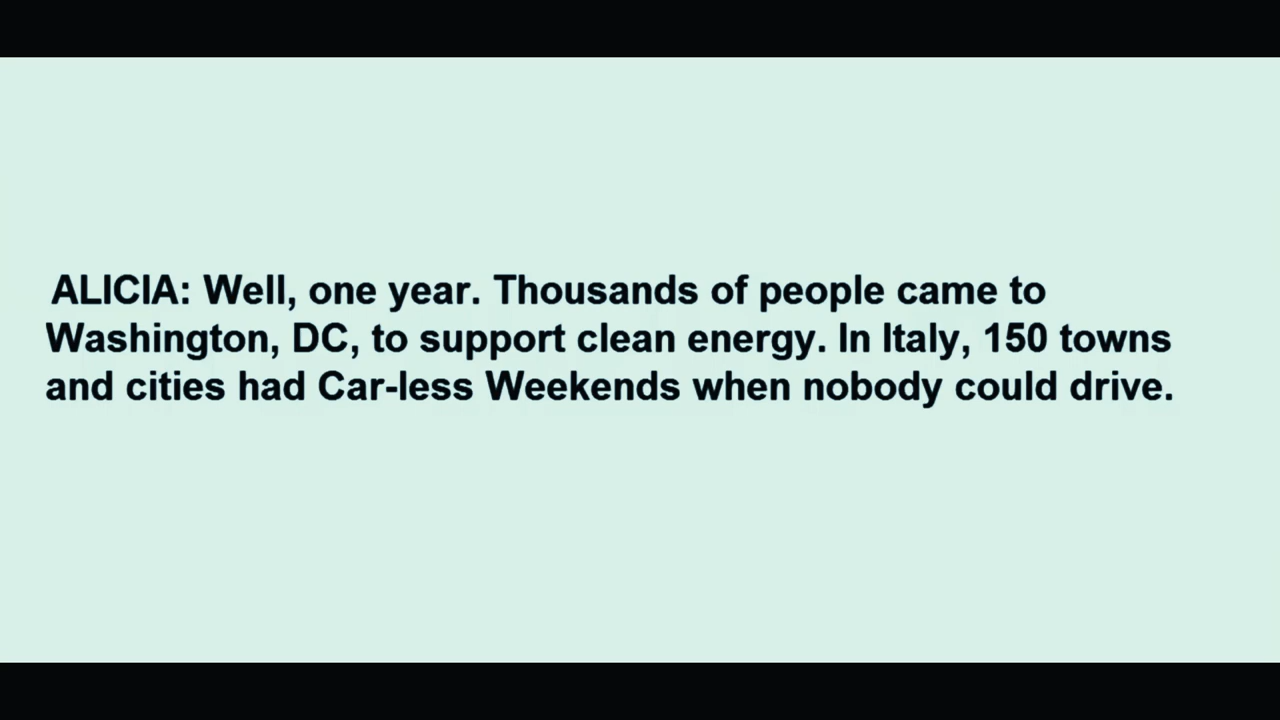 ALICIA: Well, one year. Thousands of people came to
Washington, DC, to support clean energy. In Italy, 150 towns
and cities had Car-less Weekends when nobody could drive.